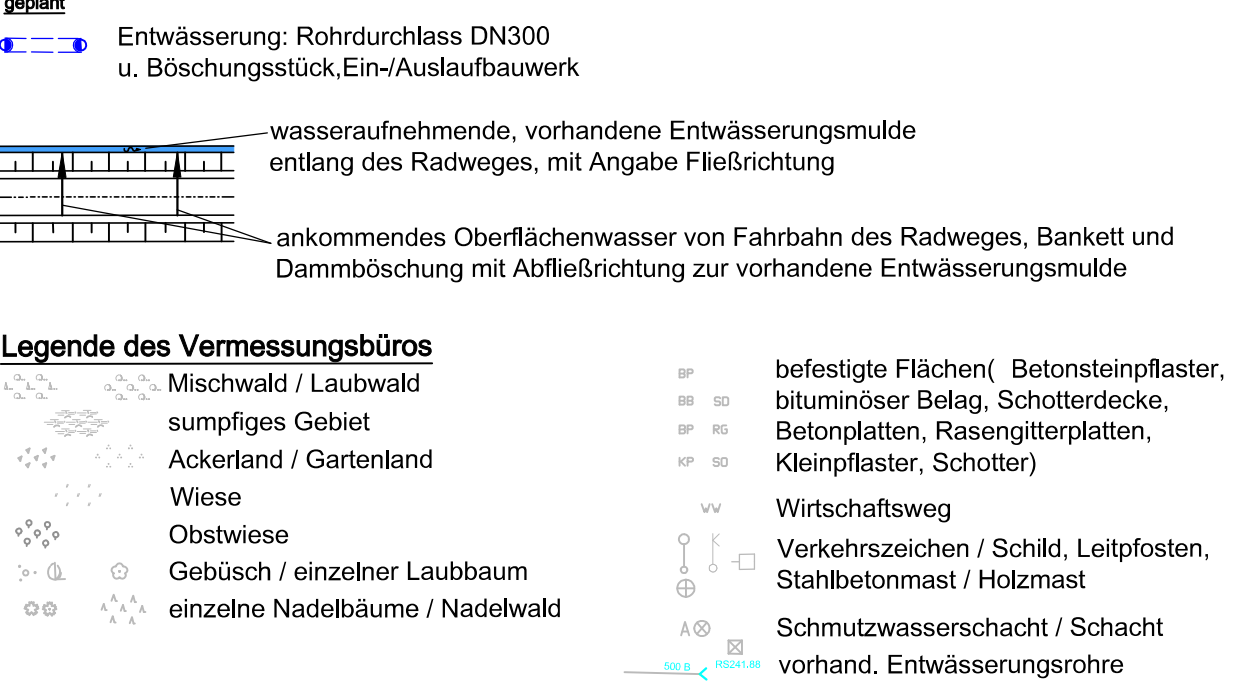 geplant
Entwässerung: Rohrdurchlass DN300
u. Böschungsstück,Ein-/Auslaufbauwerk
wasseraufnehmende, vorhandene Entwässerungsmulde
entlang des Radweges, mit Angabe Fließrichtung
ankommendes Oberflächenwasser von Fahrbahn des Radweges, Bankett und
Dammböschung mit Abfließrichtung zur vorhandene Entwässerungsmulde
Legende des Vermessungsbüros
Mischwald / Laubwald
sumpfiges Gebiet
Ackerland / Gartenland
Wiese
Obstwiese
Gebüsch / einzelner Laubbaum
einzelne Nadelbäume / Nadelwald
BP befestigte Flächen( Betonsteinpflaster,
BB SD bituminöser Belag, Schotterdecke,
BP RG Betonplatten, Rasengitterplatten,
KP SO Kleinpflaster, Schotter)
WW Wirtschaftsweg
Verkehrszeichen / Schild, Leitpfosten,
Stahlbetonmast / Holzmast
A Schmutzwasserschacht / Schacht
500 B RS241.88 vorhand. Entwässerungsrohre